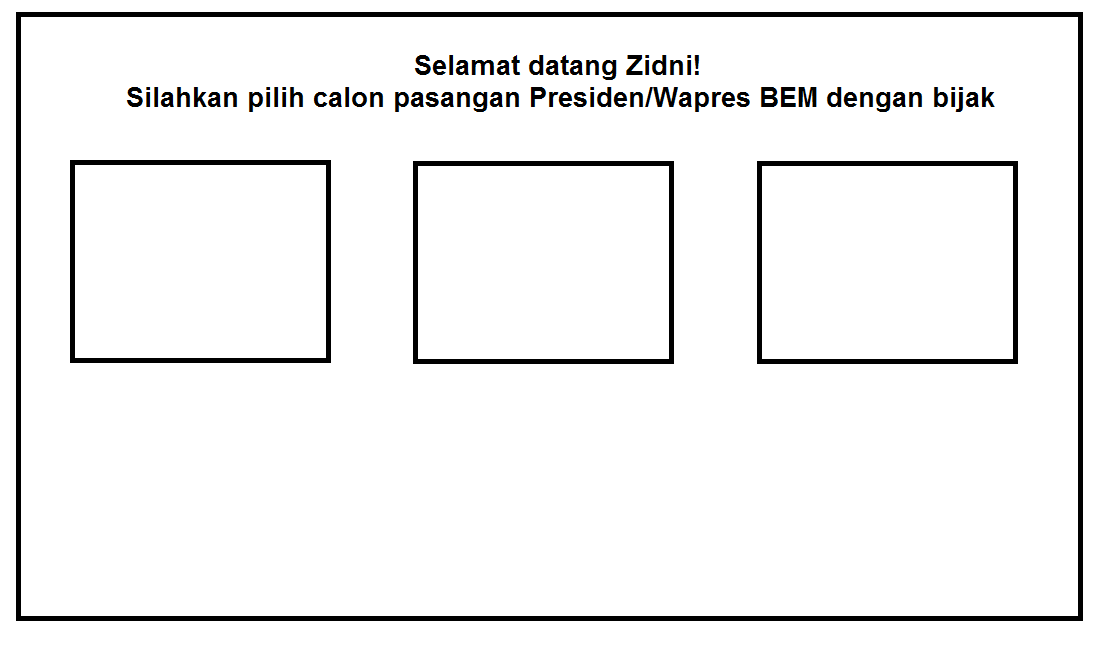 Selamat datang Zidni!
Silahkan pilih calon pasangan Presiden/Wapres BEM dengan bijak